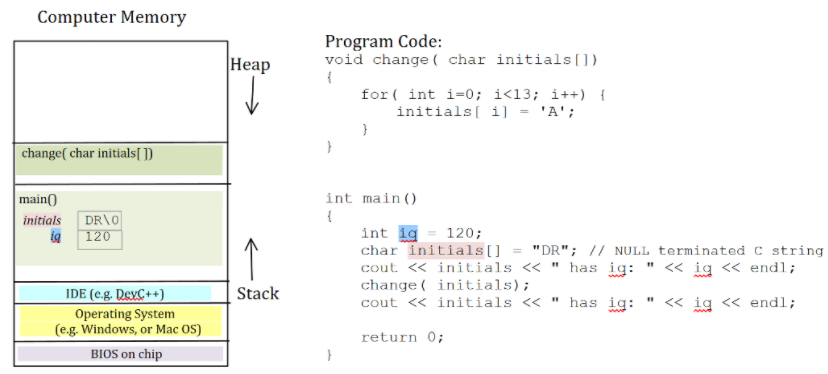 Computer Memory
Heap
change( char initials[ ])
main()
initials DR\0
iq 120
IDE (e.g. DevC++)
Stack
Operating System
(e.g. Windows, or Mac OS)
BIOS on chip
Program Code:
void change( char initials[])
{
for( int i=0; i<13; i++) {
initials[ i] = 'A';
}
}
int main()
{
int iq = 120;
char initials[] = "DR"; // NULL terminated C string
cout << initials << " has iq: " << iq << endl;
change( initials);
cout << initials << " has iq: " << iq << endl;
return 0;
}